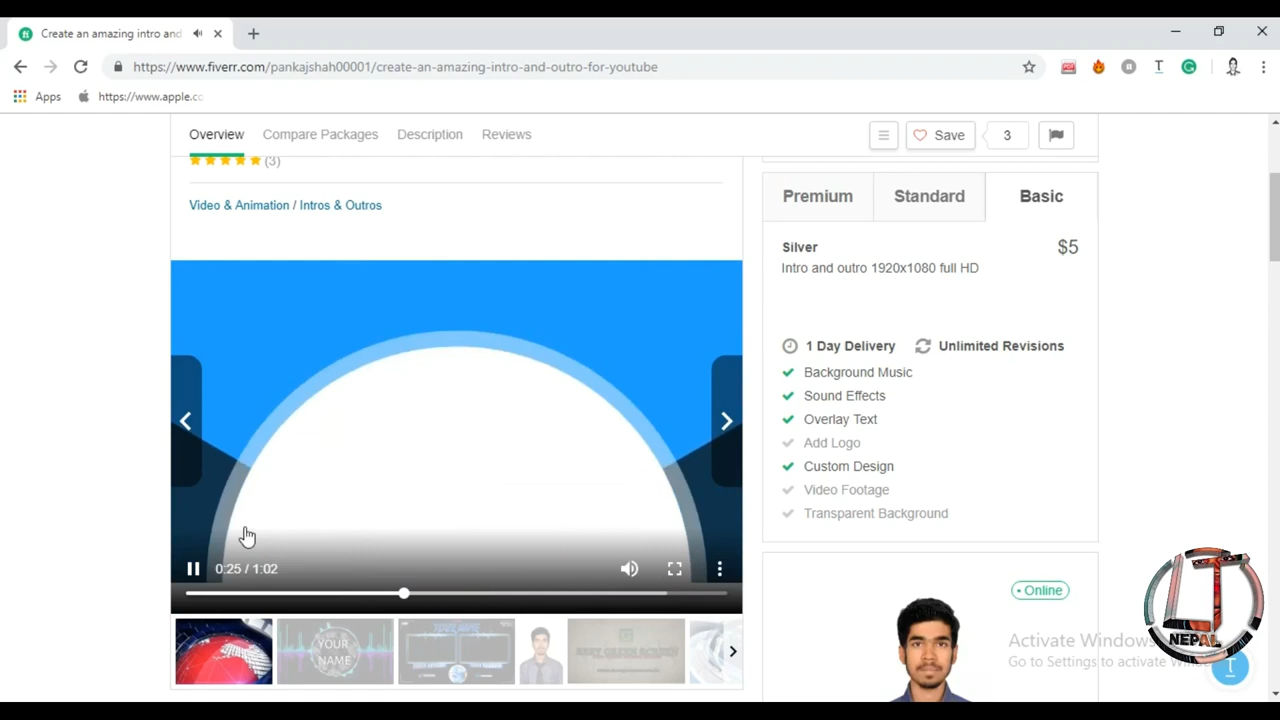 Create an amazing intro and
https://www.fiverr.com/pankajshah00001/create-an-amazing-intro-and-outro-for-youtube
Apps
https://www.apple.co
Overview
Compare Packages
Description
Reviews
Save
3
(3)
Video & Animation / Intros & Outros
Premium
Standard
Basic
Silver
$5
Intro and outro 1920x1080 full HD
1 Day Delivery
Unlimited Revisions
Background Music
Sound Effects
Overlay Text
Add Logo
Custom Design
Video Footage
Transparent Background
0:25 / 1:02
YOUR
NAME
• Online
Activate Windows
Go to Settings to activate
LT
NEPAL